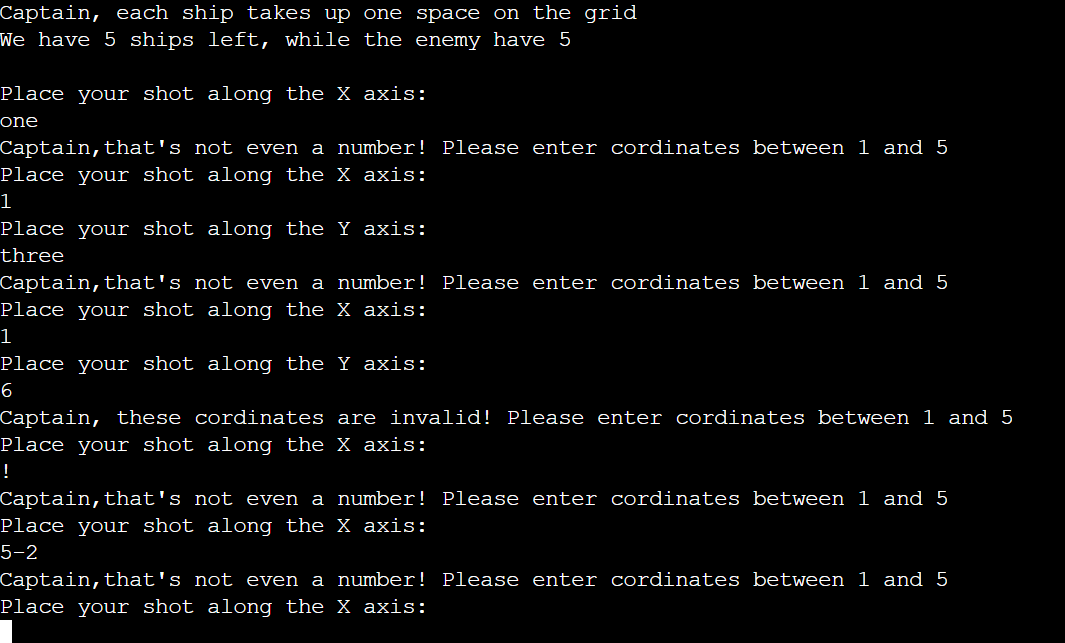 Captain, each ship takes up one space on the grid
We have 5 ships left, while the enemy have 5
Place your shot along the X axis:
one
Captain,that's not even a number! Please enter cordinates between 1 and 5
Place your shot along the X axis:
1
Place your shot along the Y axis:
three
Captain,that's not even a number! Please enter cordinates between 1 and 5
Place your shot along the X axis:
1
Place your shot along the Y axis:
6
Captain, these cordinates are invalid! Please enter cordinates between 1 and 5
Place your shot along the X axis:
!
Captain,that's not even a number! Please enter cordinates between 1 and 5
Place your shot along the X axis:
5-2
Captain,that's not even a number! Please enter cordinates between 1 and 5
Place your shot along the X axis: